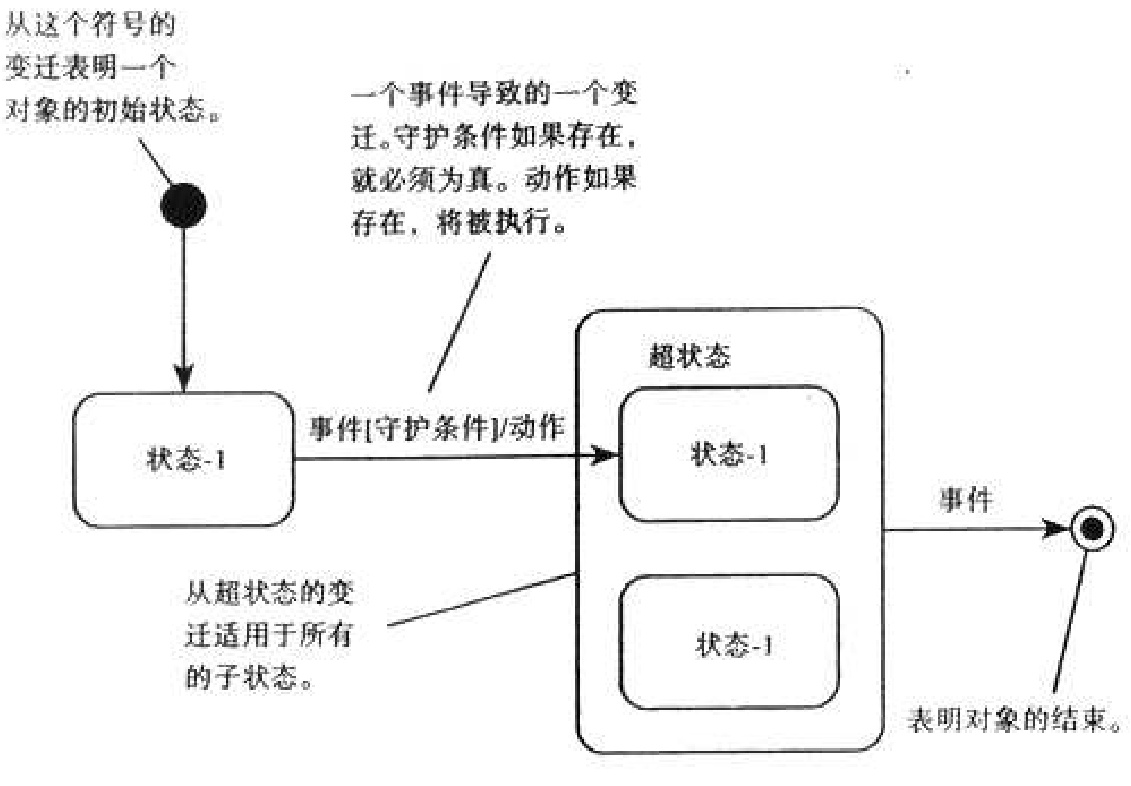 从这个符号的
变迁表明一个
对象的初始状态。
一个事件导致的一个变
迁。守护条件如果存在，
就必须为真。动作如果
存在，将被执行。
超状态
状态-1
事件[守护条件]/动作
状态-1
事件
从超状态的变
迁适用于所有
的子状态。
状态-1
表明对象的结束。